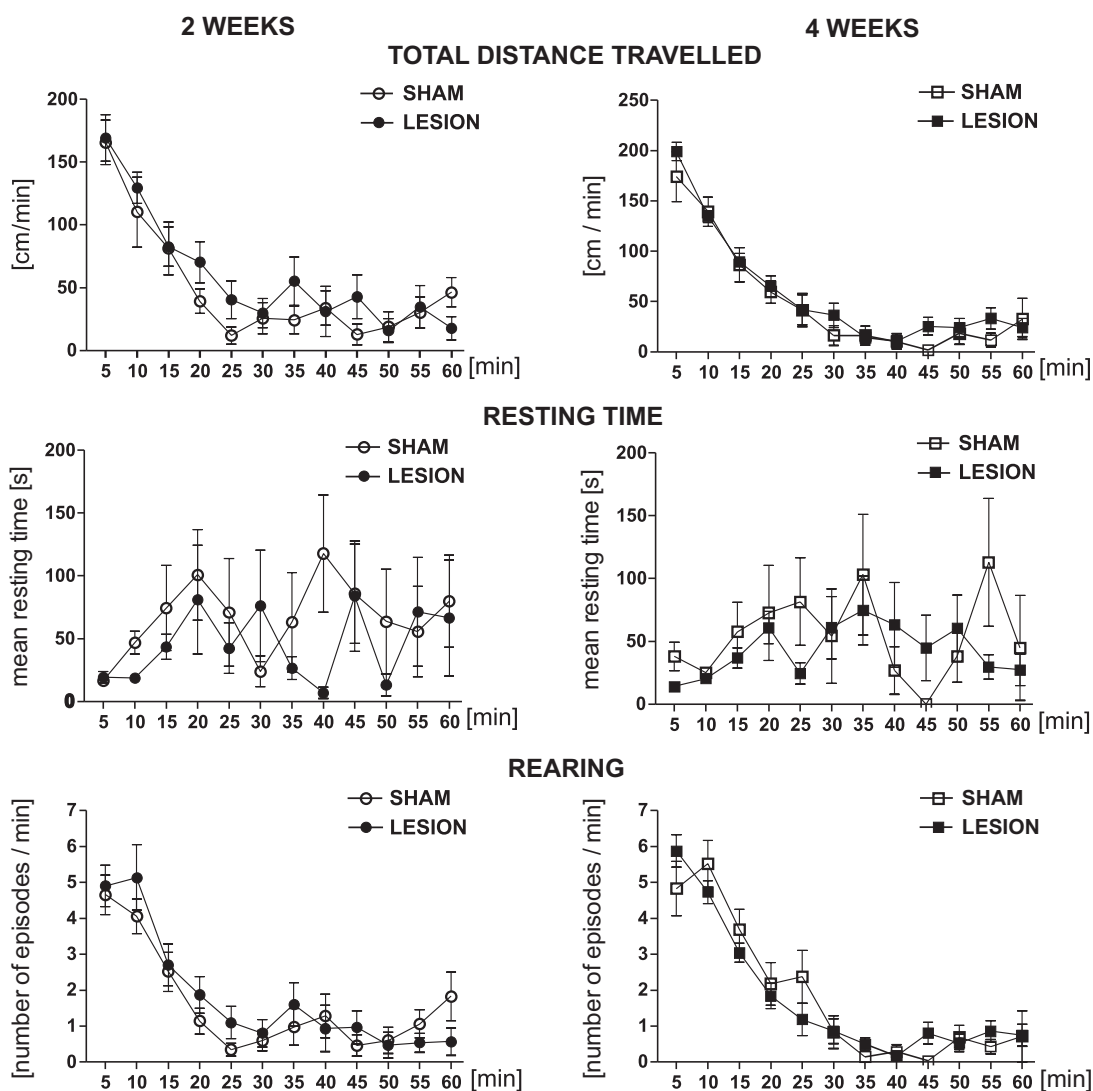 2 WEEKS
4 WEEKS
TOTAL DISTANCE TRAVELLED
SHAM
LESION
[cm/min]
200
150
100
50
0
5 10 15 20 25 30 35 40 45 50 55 60 [min]
SHAM
LESION
[cm / min]
250
200
150
100
50
0
5 10 15 20 25 30 35 40 45 50 55 60 [min]
RESTING TIME
SHAM
LESION
mean resting time [s]
200
150
100
50
0
5 10 15 20 25 30 35 40 45 50 55 60 [min]
SHAM
LESION
mean resting time [s]
200
150
100
50
0
5 10 15 20 25 30 35 40 45 50 55 60 [min]
REARING
SHAM
LESION
[number of episodes / min]
7
6
5
4
3
2
1
0
5 10 15 20 25 30 35 40 45 50 55 60 [min]
SHAM
LESION
[number of episodes / min]
7
6
5
4
3
2
1
0
5 10 15 20 25 30 35 40 45 50 55 60 [min]